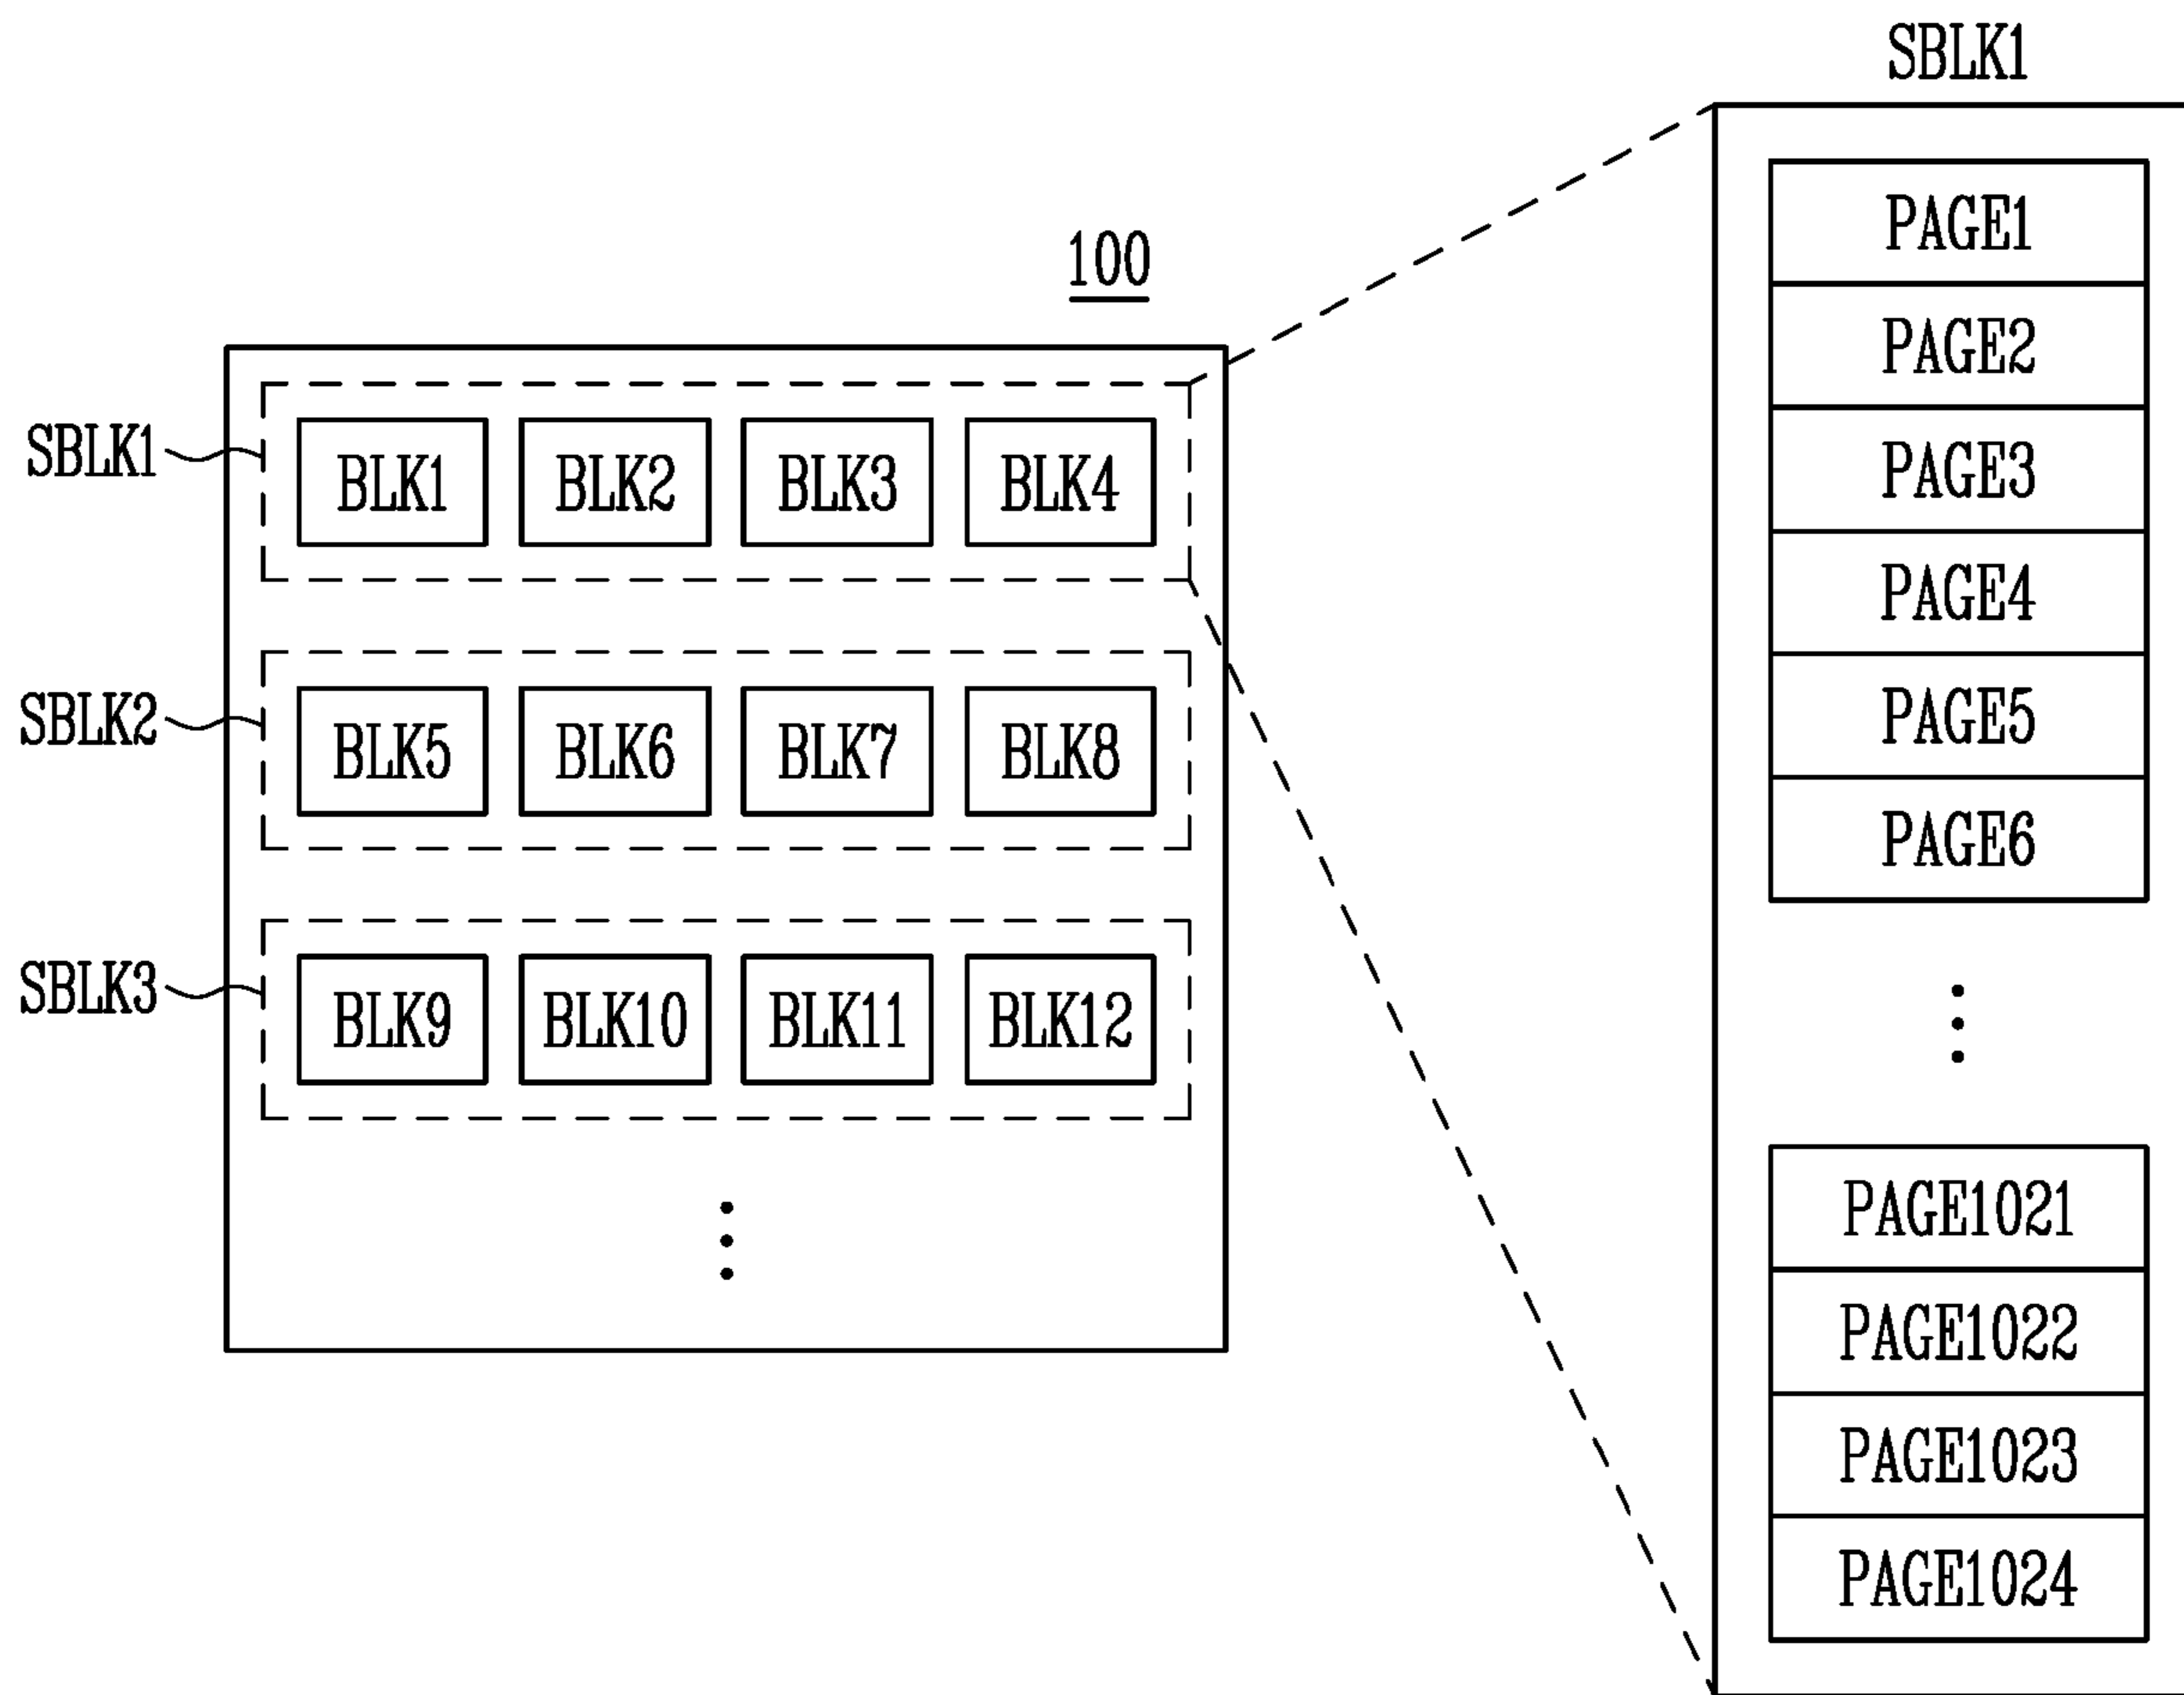 100
SBLK1
BLK1 BLK2 BLK3 BLK4
SBLK2
BLK5 BLK6 BLK7 BLK8
SBLK3
BLK9 BLK10 BLK11 BLK12
SBLK1
PAGE1
PAGE2
PAGE3
PAGE4
PAGE5
PAGE6
PAGE1021
PAGE1022
PAGE1023
PAGE1024